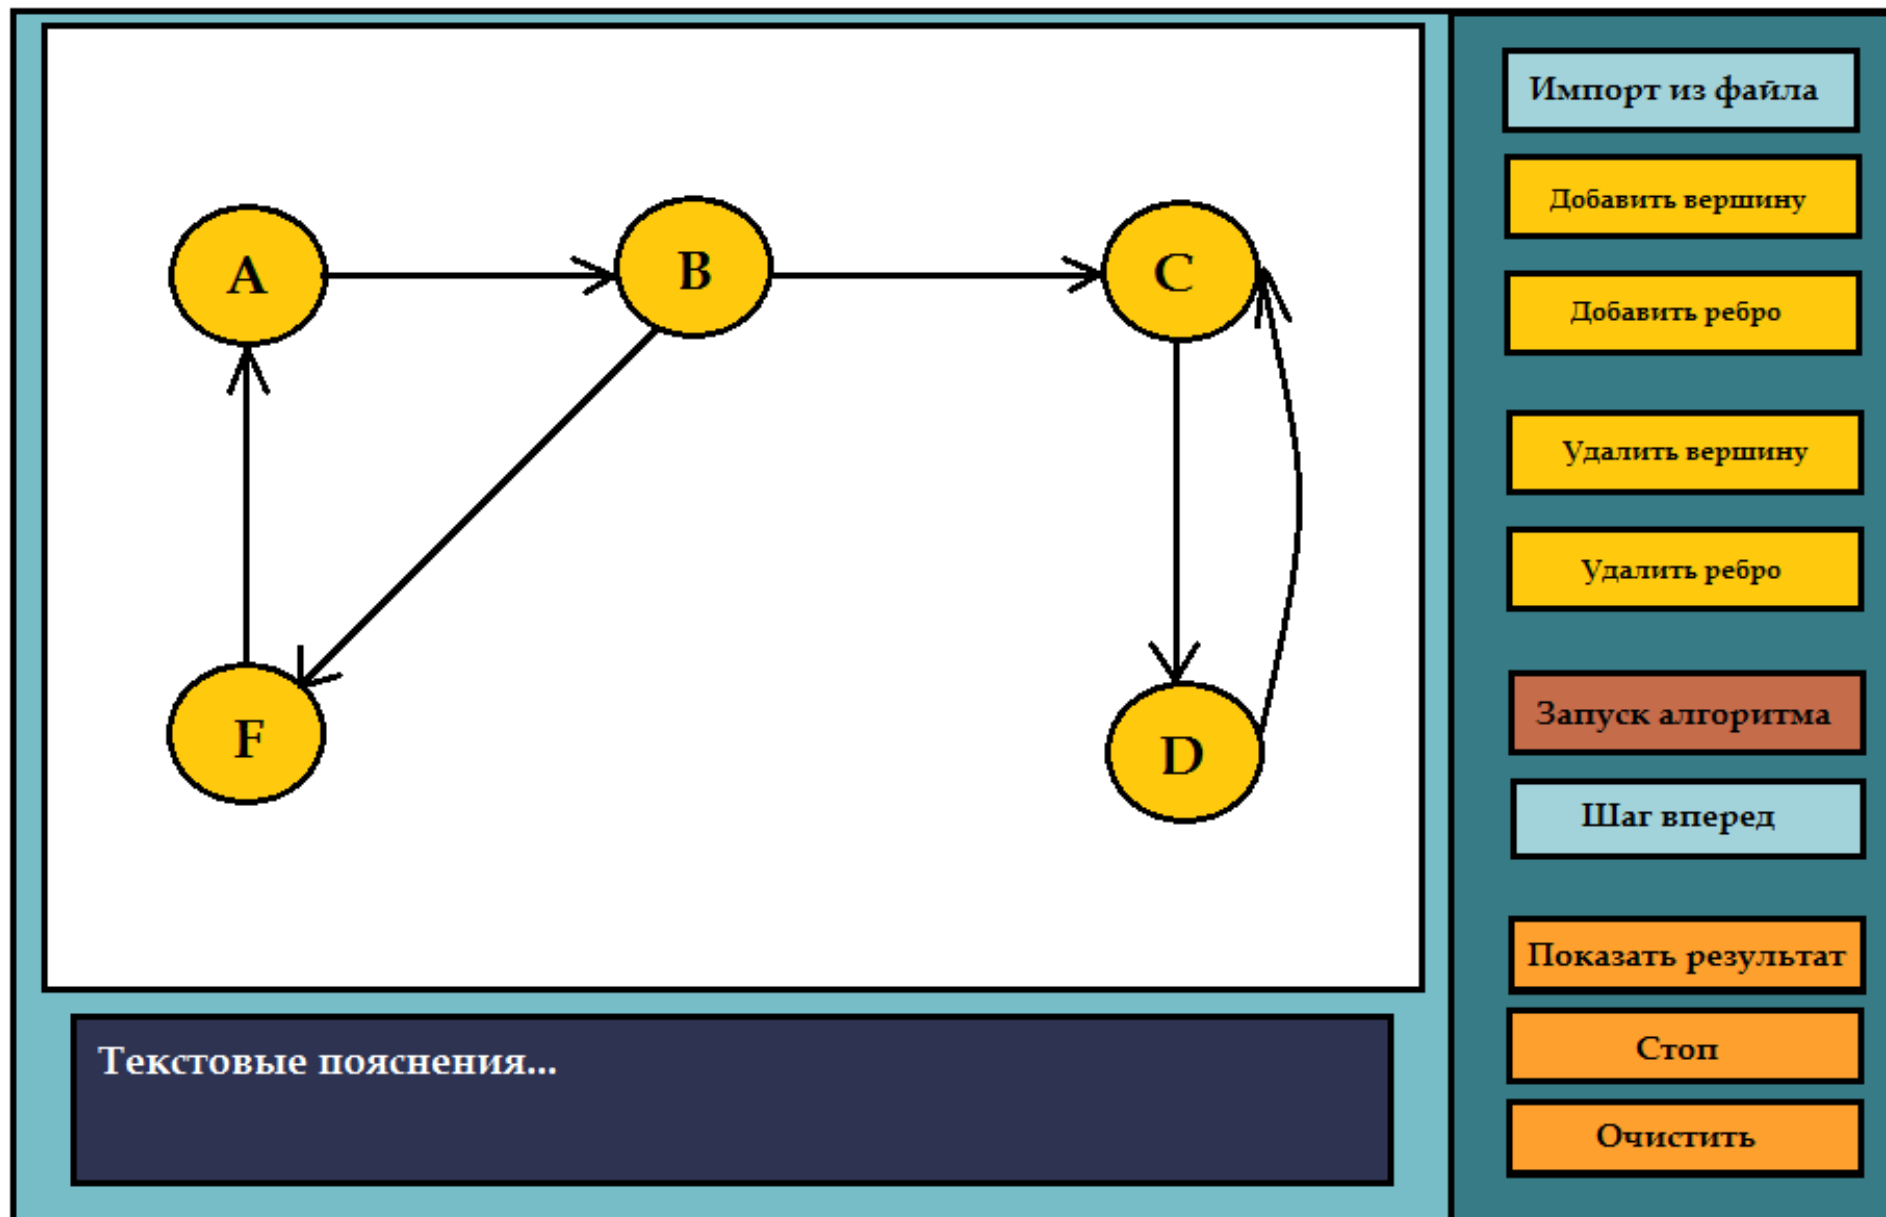 A
B
C
F
D
Текстовые пояснения...
Импорт из файла
Добавить вершину
Добавить ребро
Удалить вершину
Удалить ребро
Запуск алгоритма
Шаг вперед
Показать результат
Стоп
Очистить